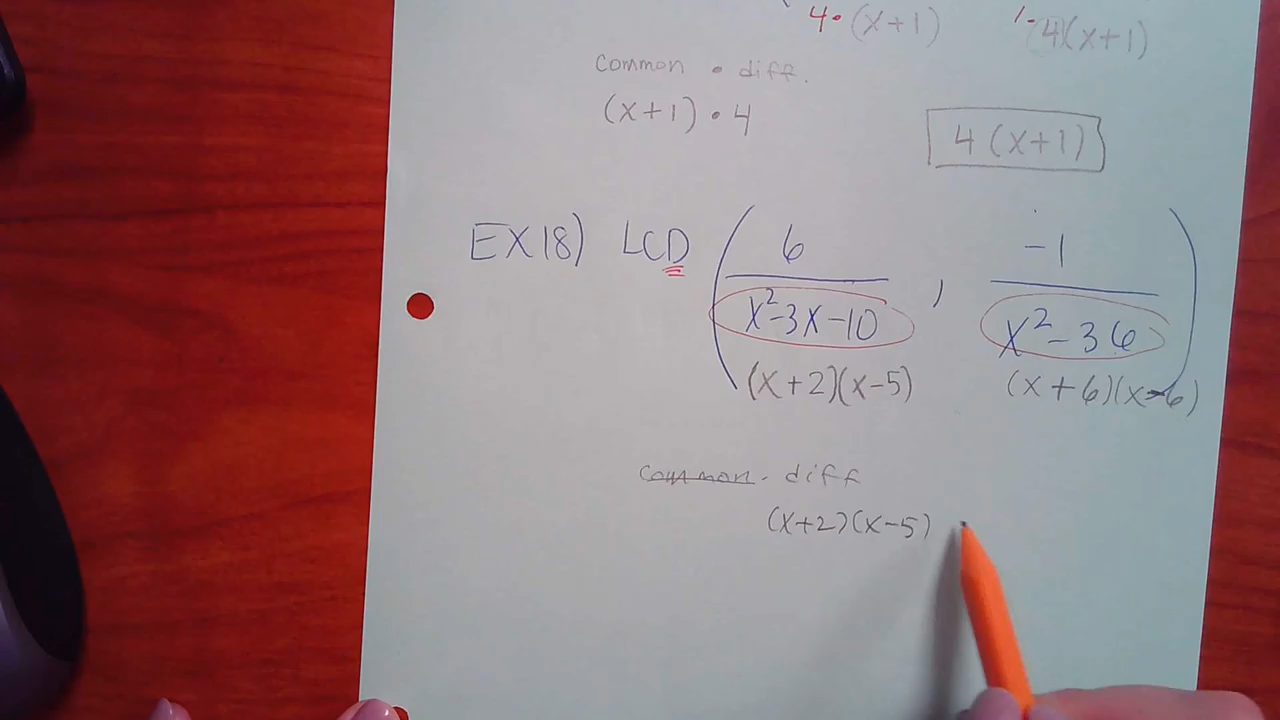 4 • (x+1) 1 • 4(x+1)
common • diff.
(x+1) • 4
4(x+1)
EX18) LCD ( 6 / x²-3x-10 , -1 / x²-36 )
(x+2)(x-5) (x+6)(x-6)
common • diff
(x+2)(x-5)